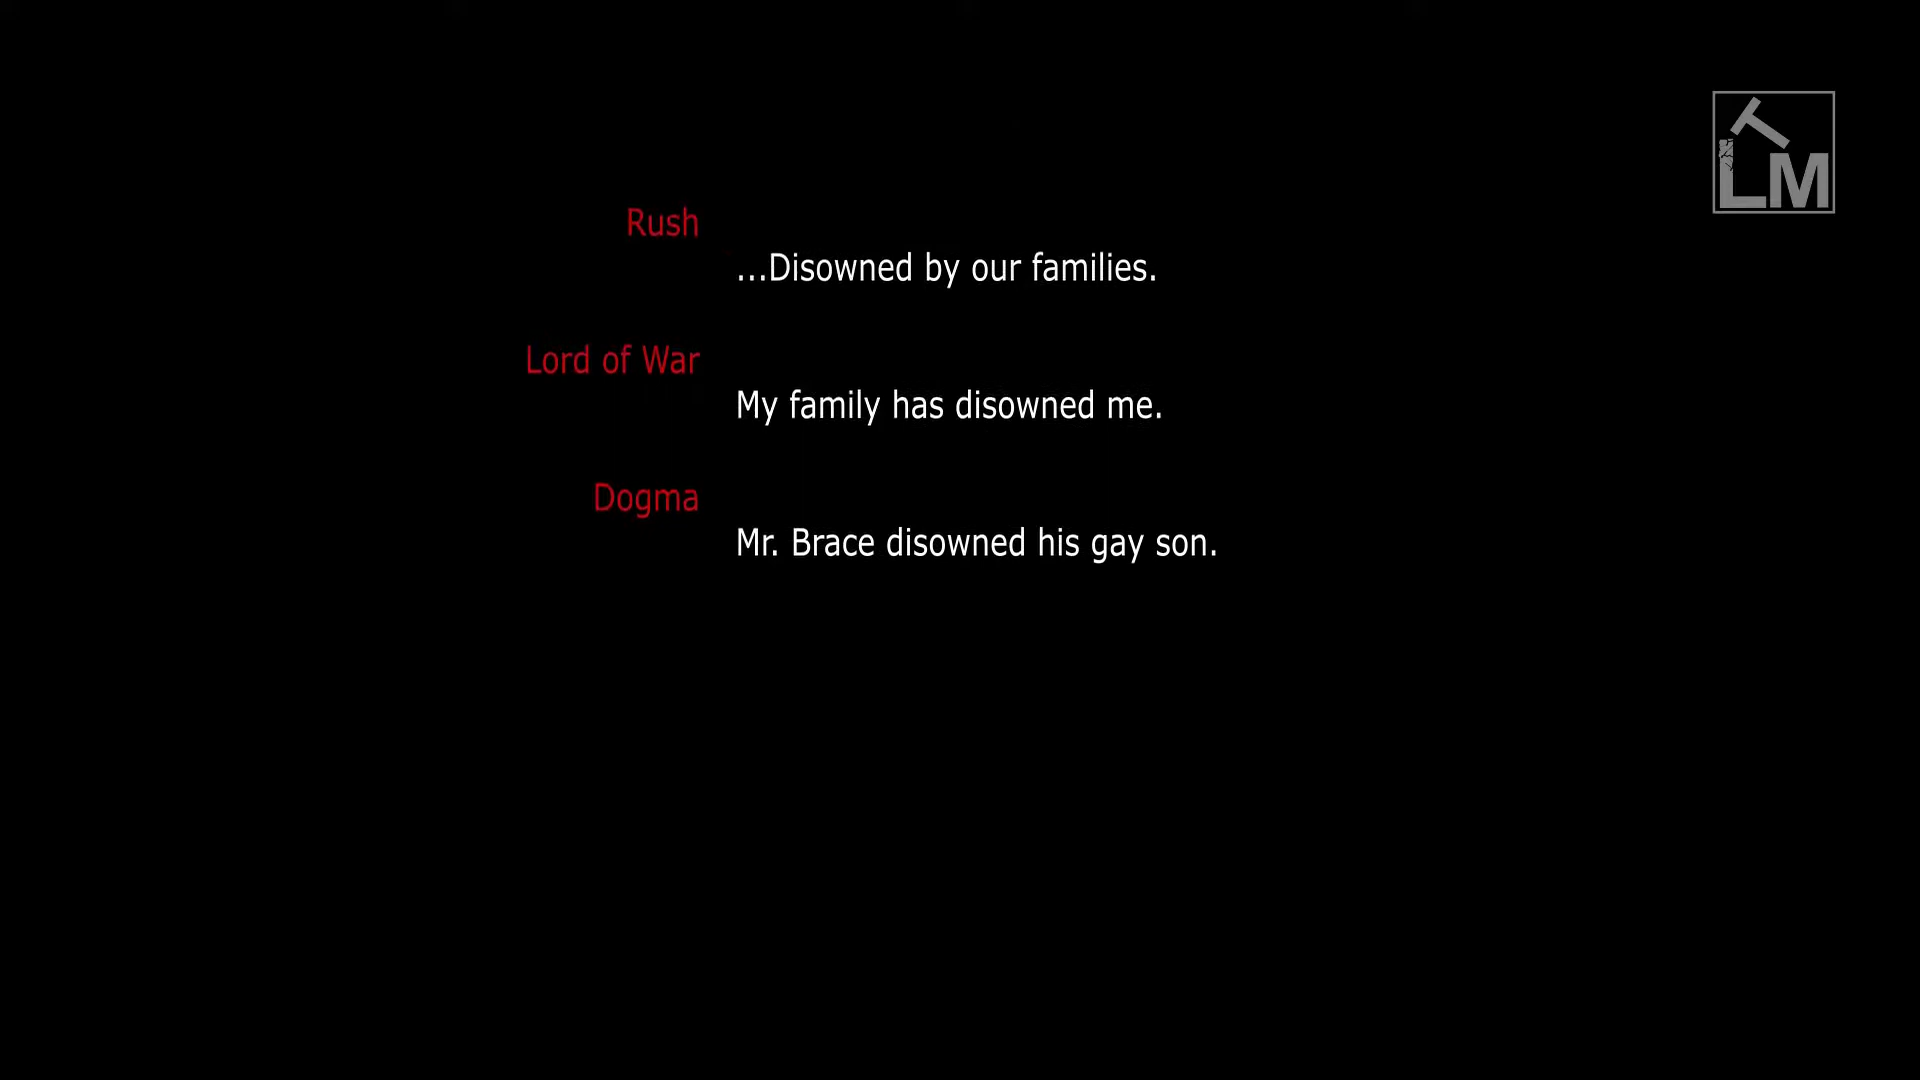 Rush
...Disowned by our families.
Lord of War
My family has disowned me.
Dogma
Mr. Brace disowned his gay son.
TLM